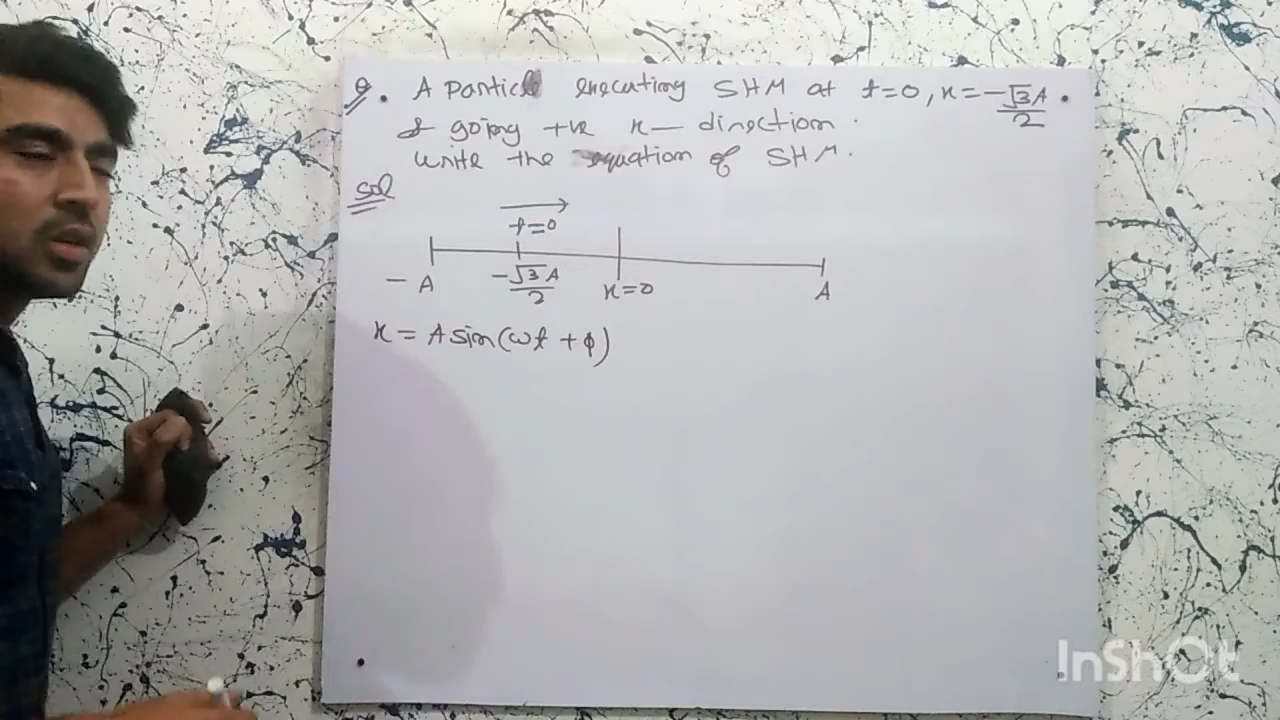 Q. A particle executing SHM at t=0, x=-√3A/2.
& going +ve x- direction.
write the equation of SHM.
Sol
t=0
-A -√3A/2 x=0 A
x = A sin(ωt + φ)
InShOt